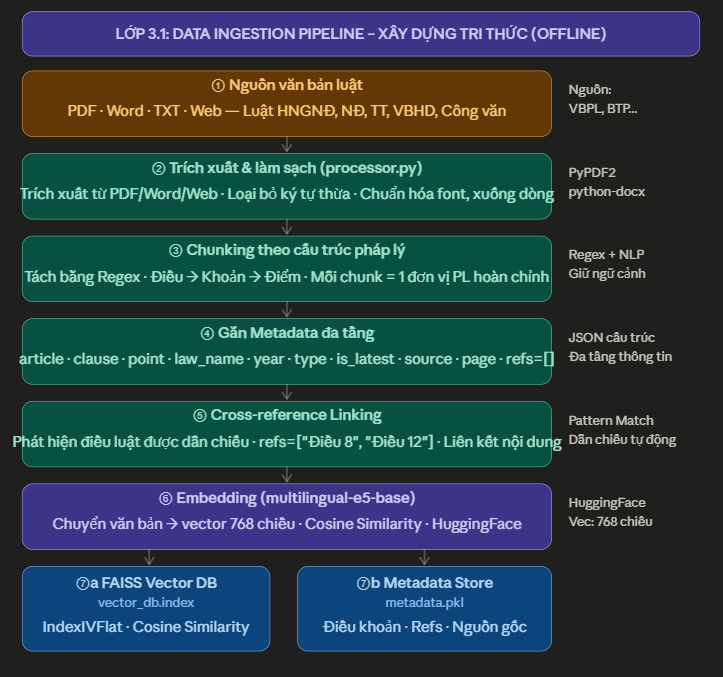 LỚP 3.1: DATA INGESTION PIPELINE – XÂY DỰNG TRI THỨC (OFFLINE)
① Nguồn văn bản luật
PDF · Word · TXT · Web — Luật HNGNĐ, NĐ, TT, VBHD, Công văn
Nguồn:
VBPL, BTP...
② Trích xuất & làm sạch (processor.py)
Trích xuất từ PDF/Word/Web · Loại bỏ ký tự thừa · Chuẩn hóa font, xuống dòng
PyPDF2
python-docx
③ Chunking theo cấu trúc pháp lý
Tách bằng Regex · Điều → Khoản → Điểm · Mỗi chunk = 1 đơn vị PL hoàn chỉnh
Regex + NLP
Giữ ngữ cảnh
④ Gắn Metadata đa tầng
article · clause · point · law_name · year · type · is_latest · source · page · refs=[]
JSON cấu trúc
Đa tầng thông tin
⑤ Cross-reference Linking
Phát hiện điều luật được dẫn chiếu · refs=["Điều 8", "Điều 12"] · Liên kết nội dung
Pattern Match
Dẫn chiếu tự động
⑥ Embedding (multilingual-e5-base)
Chuyển văn bản → vector 768 chiều · Cosine Similarity · HuggingFace
HuggingFace
Vec: 768 chiều
⑦a FAISS Vector DB
vector_db.index
IndexIVFlat · Cosine Similarity
⑦b Metadata Store
metadata.pkl
Điều khoản · Refs · Nguồn gốc